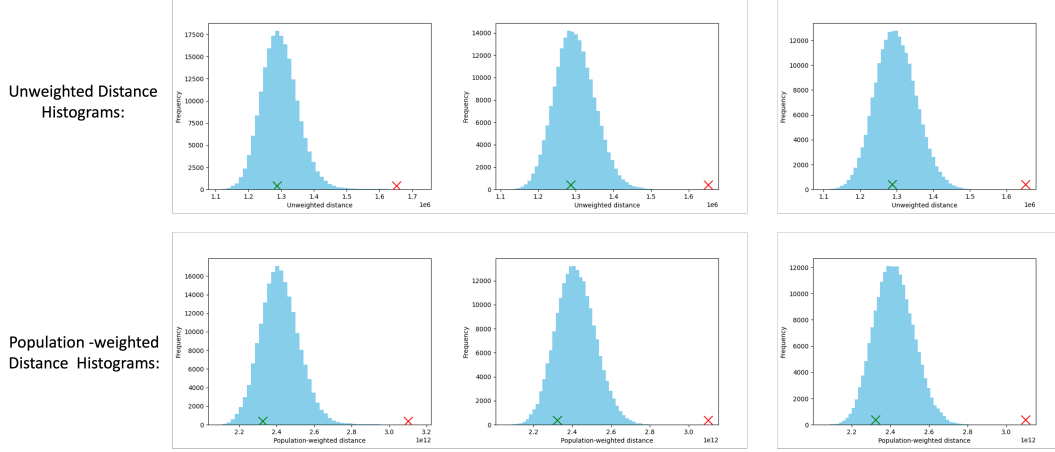 Unweighted Distance
Histograms:
17500
15000
12500
10000
7500
5000
2500
0
Frequency
1.1 1.2 1.3 1.4 1.5 1.6 1.7
Unweighted distance
1e6
14000
12000
10000
8000
6000
4000
2000
0
Frequency
1.1 1.2 1.3 1.4 1.5 1.6
Unweighted distance
1e6
12000
10000
8000
6000
4000
2000
0
Frequency
1.1 1.2 1.3 1.4 1.5 1.6
Unweighted distance
1e6
Population -weighted
Distance Histograms:
16000
14000
12000
10000
8000
6000
4000
2000
0
Frequency
2.2 2.4 2.6 2.8 3.0 3.2
Population-weighted distance
1e12
12000
10000
8000
6000
4000
2000
0
Frequency
2.2 2.4 2.6 2.8 3.0
Population-weighted distance
1e12
12000
10000
8000
6000
4000
2000
0
Frequency
2.2 2.4 2.6 2.8 3.0
Population-weighted distance
1e12